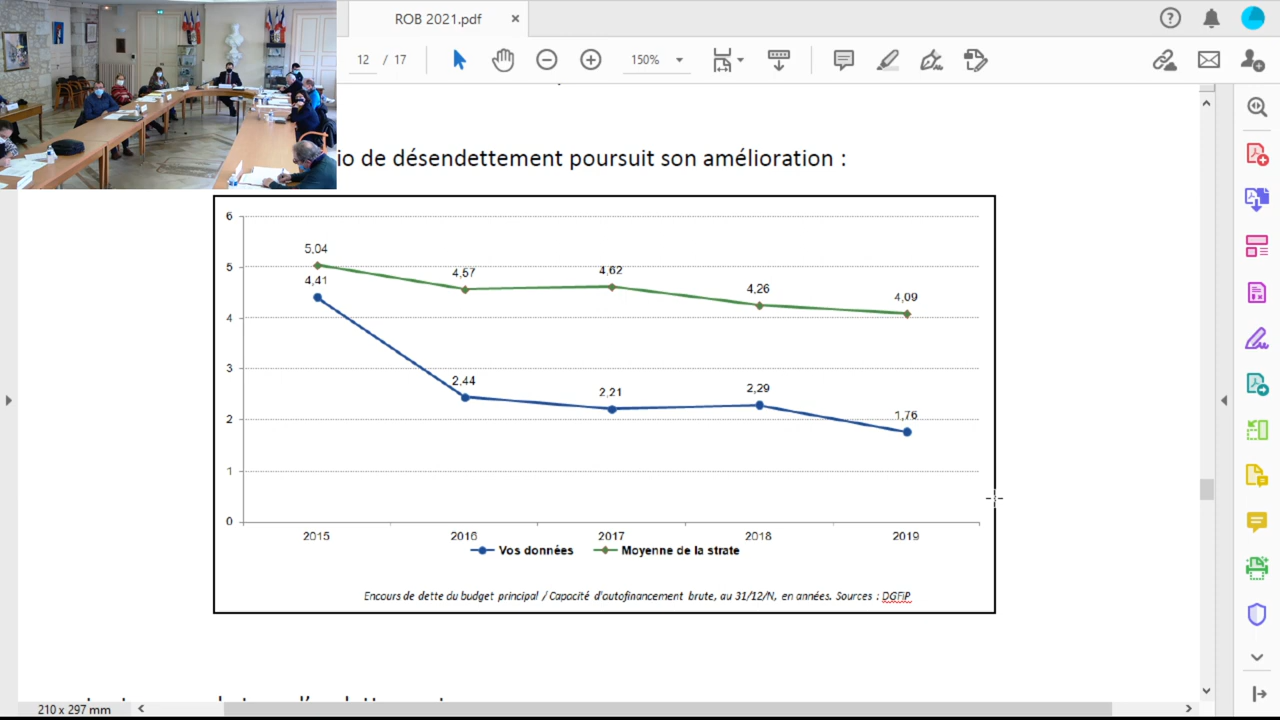 ROB 2021.pdf
12 / 17
150%
io de désendettement poursuit son amélioration :
6
5
4
3
2
1
0
5,04
4,57
4,62
4,26
4,09
4,41
2,44
2,21
2,29
1,76
2015 2016 2017 2018 2019
Vos données Moyenne de la strate
Encours de dette du budget principal / Capacité d'autofinancement brute, au 31/12/N, en années. Sources : DGFiP
210 x 297 mm